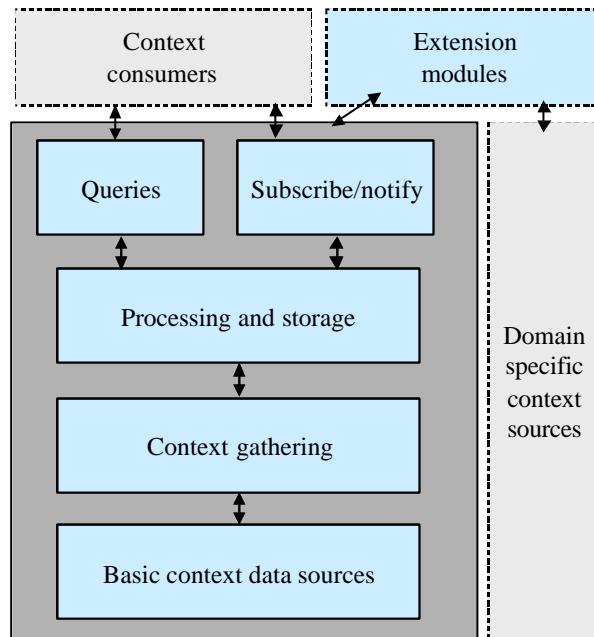 Context
consumers
Extension
modules
Queries
Subscribe/notify
Processing and storage
Context gathering
Basic context data sources
Domain
specific
context
sources